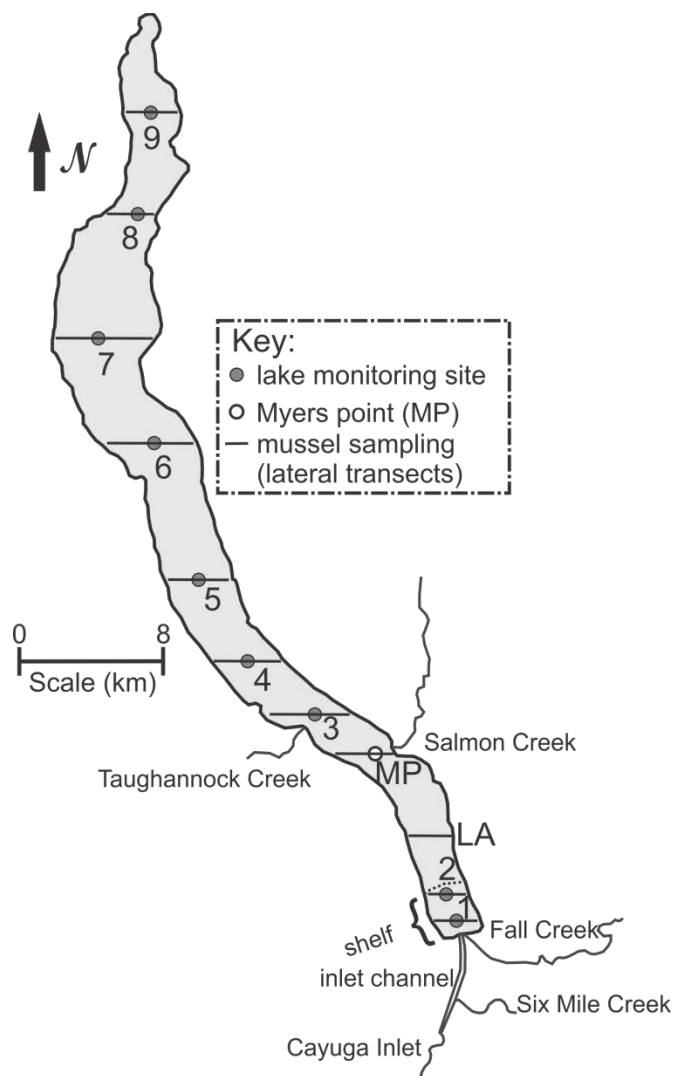 9
N
8
7
Key:
lake monitoring site
Myers point (MP)
mussel sampling
(lateral transects)
6
5
0 8
Scale (km)
4
3
Salmon Creek
Taughannock Creek
MP
LA
2
1
shelf
Fall Creek
inlet channel
Six Mile Creek
Cayuga Inlet